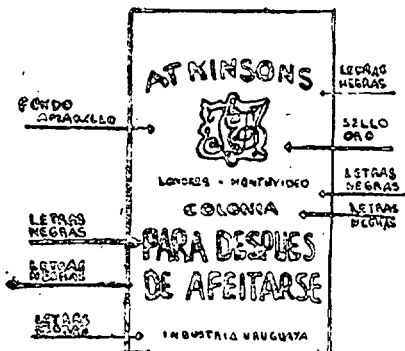 ATKINSONS
LETRAS
NEGRAS
FONDO
AMARILLO
SELLO
ORO
LONDRES - MONTEVIDEO
LETRAS
NEGRAS
COLONIA
LETRAS
NEGRAS
LETRAS
NEGRAS
PARA DESPUES
DE AFEITARSE
LETRAS
NEGRAS
LETRAS
NEGRAS
INDUSTRIA URUGUAYA